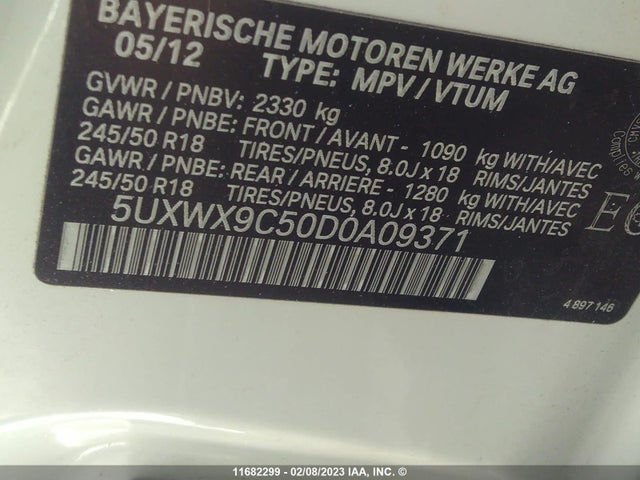 BAYERISCHE MOTOREN WERKE AG
05/12 TYPE: MPV / VTUM
GVWR / PNBV: 2330 kg
GAWR / PNBE: FRONT / AVANT - 1090 kg WITH/AVEC
245/50 R18 TIRES/PNEUS, 8.0J x 18 RIMS/JANTES
GAWR / PNBE: REAR / ARRIERE - 1280 kg WITH/AVEC
245/50 R18 TIRES/PNEUS, 8.0J x 18 RIMS/JANTES
5UXWX9C50D0A09371
4 897 146
11682299 - 02/08/2023 IAA, INC. ©